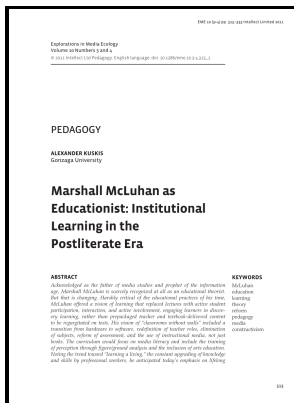 EME 10 (3+4) pp. 313–333 Intellect Limited 2011
Explorations in Media Ecology
Volume 10 Numbers 3 and 4
© 2011 Intellect Ltd Pedagogy. English language. doi: 10.1386/eme.10.3-4.313_1
PEDAGOGY
ALEXANDER KUSKIS
Gonzaga University
Marshall McLuhan as
Educationist: Institutional
Learning in the
Postliterate Era
ABSTRACT
Acknowledged as the father of media studies and prophet of the information
age, Marshall McLuhan is scarcely recognized at all as an educational theorist.
But that is changing. Harshly critical of the educational practices of his time,
McLuhan offered a vision of learning that replaced lectures with active student
participation, interaction, and active involvement, engaging learners in discov-
ery learning, rather than prepackaged teacher and textbook-delivered content
to be regurgitated on tests. His vision of "classrooms without walls" included a
transition from hardware to software, redefinition of teacher roles, elimination
of subjects, reform of assessment, and the use of instructional media, not just
books. The curriculum would focus on media literacy and include the training
of perception through figure/ground analysis and the inclusion of arts education.
Noting the trend toward "learning a living," the constant upgrading of knowledge
and skills by professional workers, he anticipated today's emphasis on lifelong
KEYWORDS
McLuhan
education
learning
theory
reform
pedagogy
media
constructivism
313